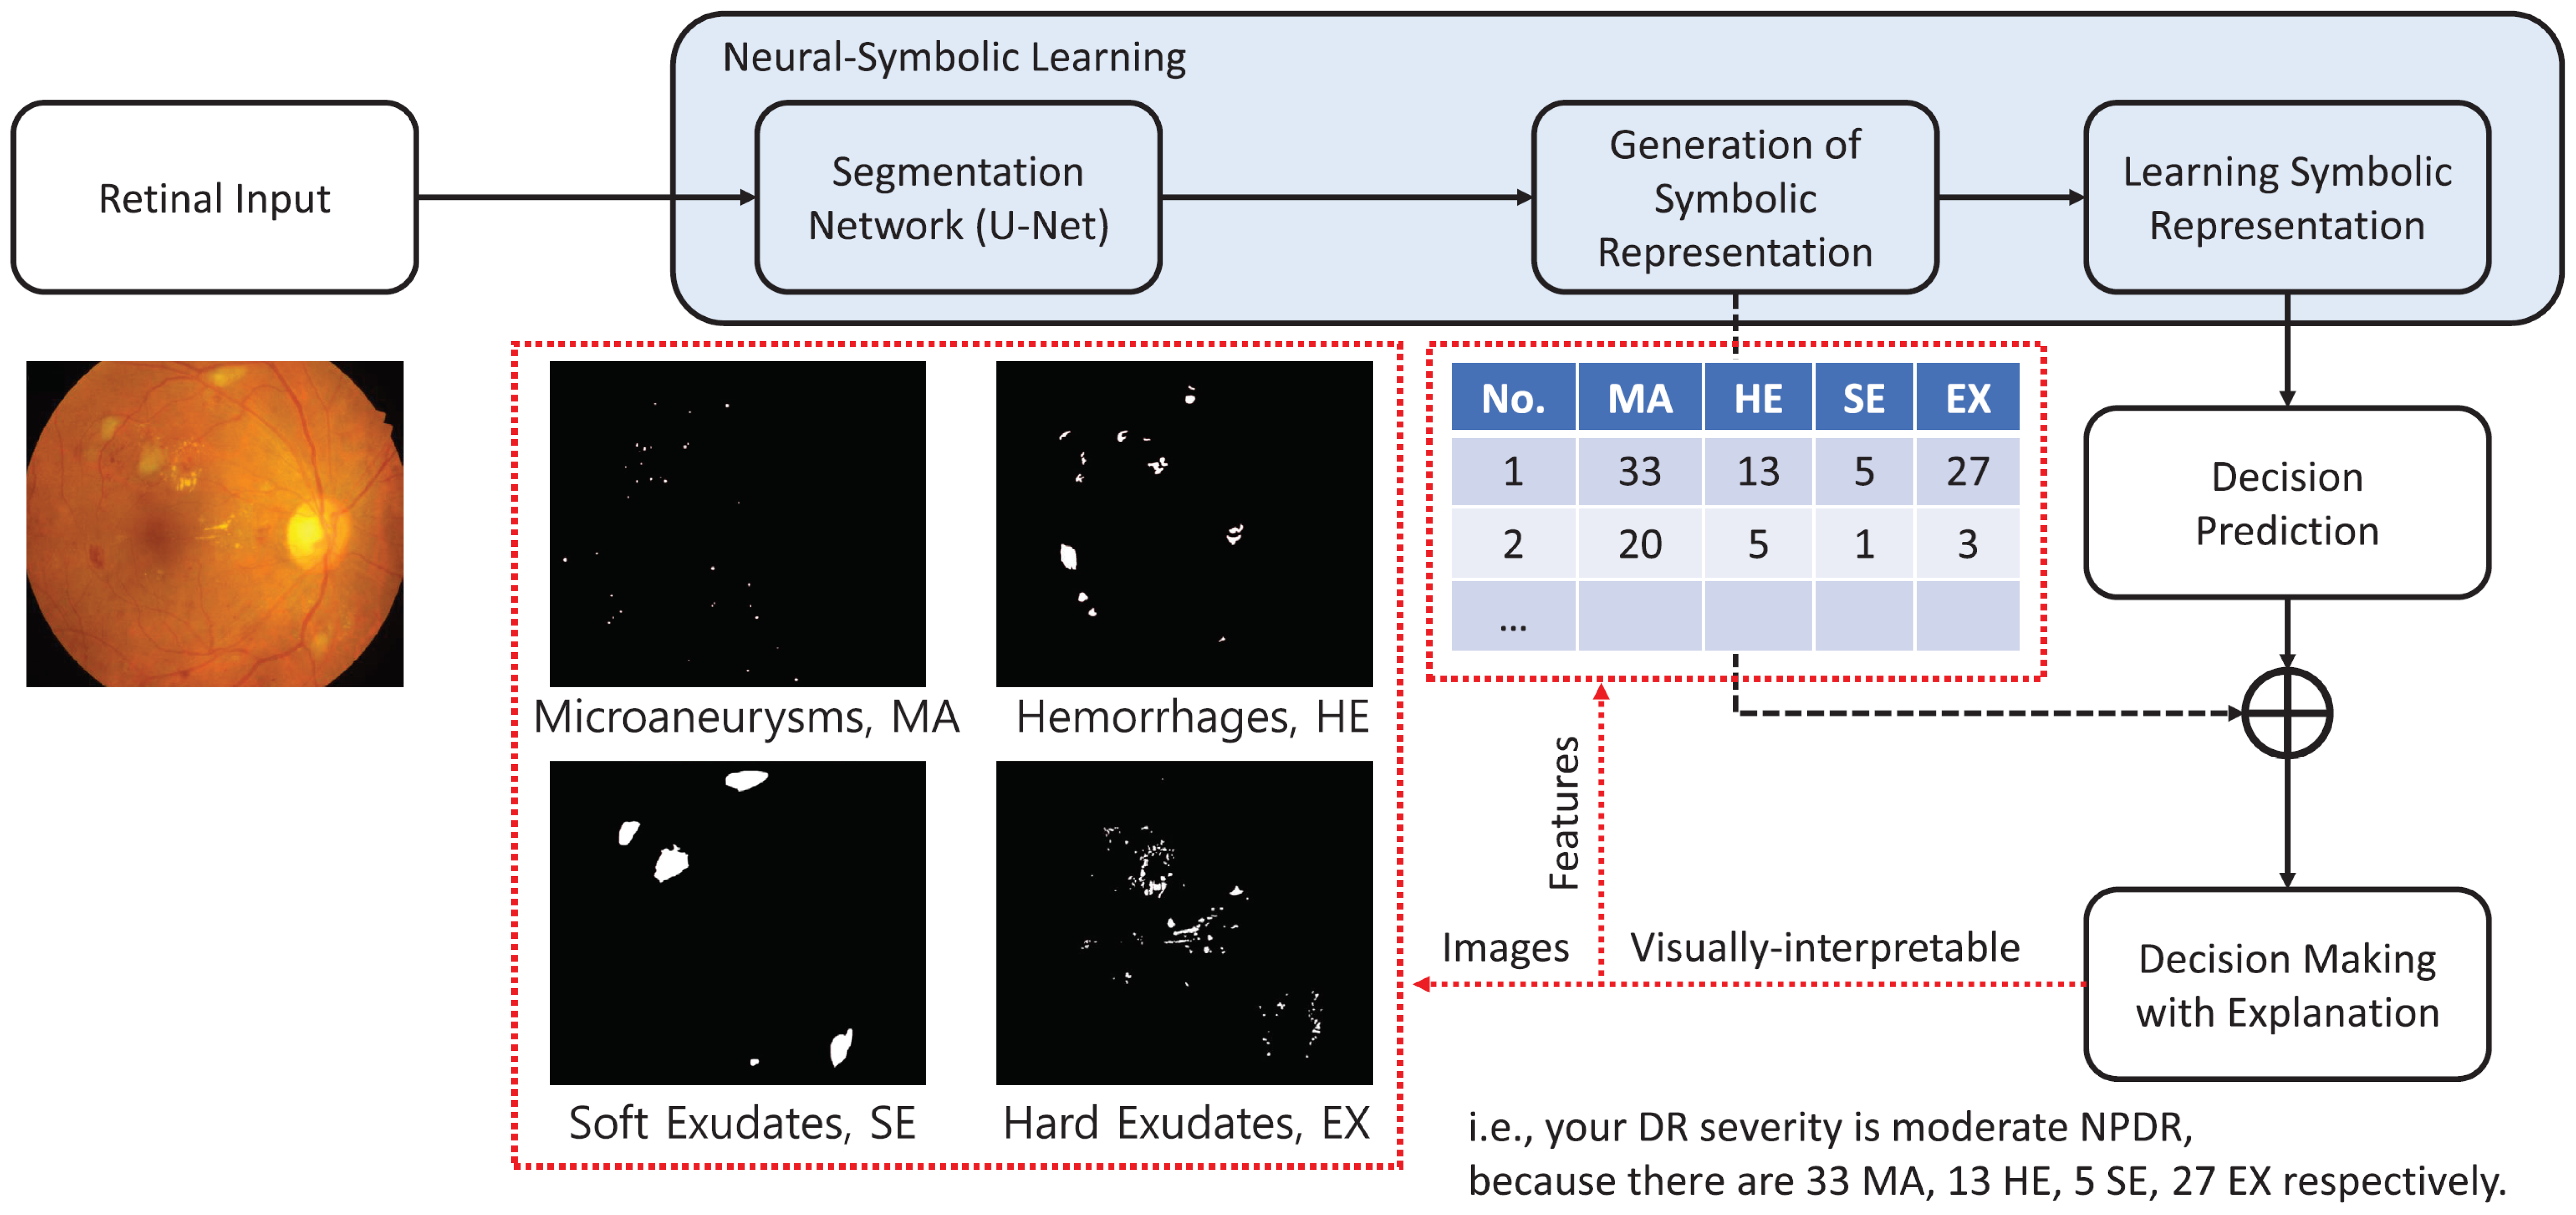 Neural-Symbolic Learning
Retinal Input
Segmentation
Network (U-Net)
Generation of
Symbolic
Representation
Learning Symbolic
Representation
No. MA HE SE EX
1 33 13 5 27
2 20 5 1 3
...
Decision
Prediction
Microaneurysms, MA
Hemorrhages, HE
Soft Exudates, SE
Hard Exudates, EX
Features
Images
Visually-interpretable
Decision Making
with Explanation
i.e., your DR severity is moderate NPDR,
because there are 33 MA, 13 HE, 5 SE, 27 EX respectively.